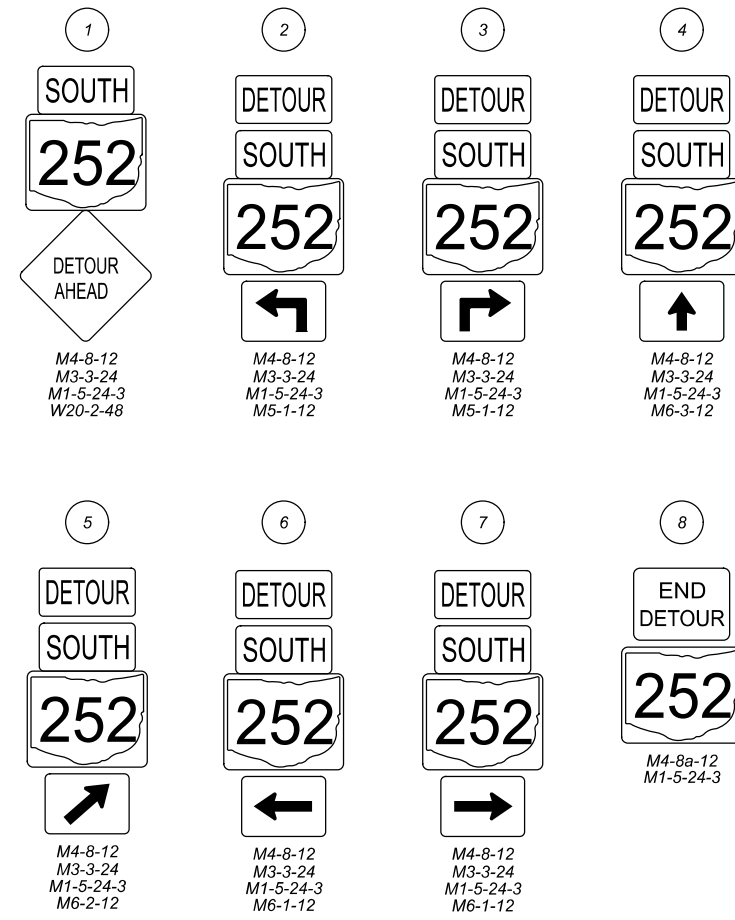 1
SOUTH
252
DETOUR
AHEAD
M4-8-12
M3-3-24
M1-5-24-3
W20-2-48
2
DETOUR
SOUTH
252
M4-8-12
M3-3-24
M1-5-24-3
M5-1-12
3
DETOUR
SOUTH
252
M4-8-12
M3-3-24
M1-5-24-3
M5-1-12
4
DETOUR
SOUTH
252
M4-8-12
M3-3-24
M1-5-24-3
M6-3-12
5
DETOUR
SOUTH
252
M4-8-12
M3-3-24
M1-5-24-3
M6-2-12
6
DETOUR
SOUTH
252
M4-8-12
M3-3-24
M1-5-24-3
M6-1-12
7
DETOUR
SOUTH
252
M4-8-12
M3-3-24
M1-5-24-3
M6-1-12
8
END
DETOUR
252
M4-8a-12
M1-5-24-3